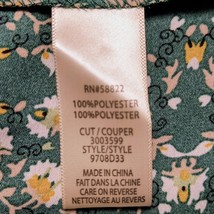 RN#58822
100%POLYESTER
100%POLYESTER
CUT / COUPER
3003599
STYLE/STYLE
9708D33
MADE IN CHINA
FAIT DANS LA CHINE
CARE ON REVERSE
NETTOYAGE AU REVERS